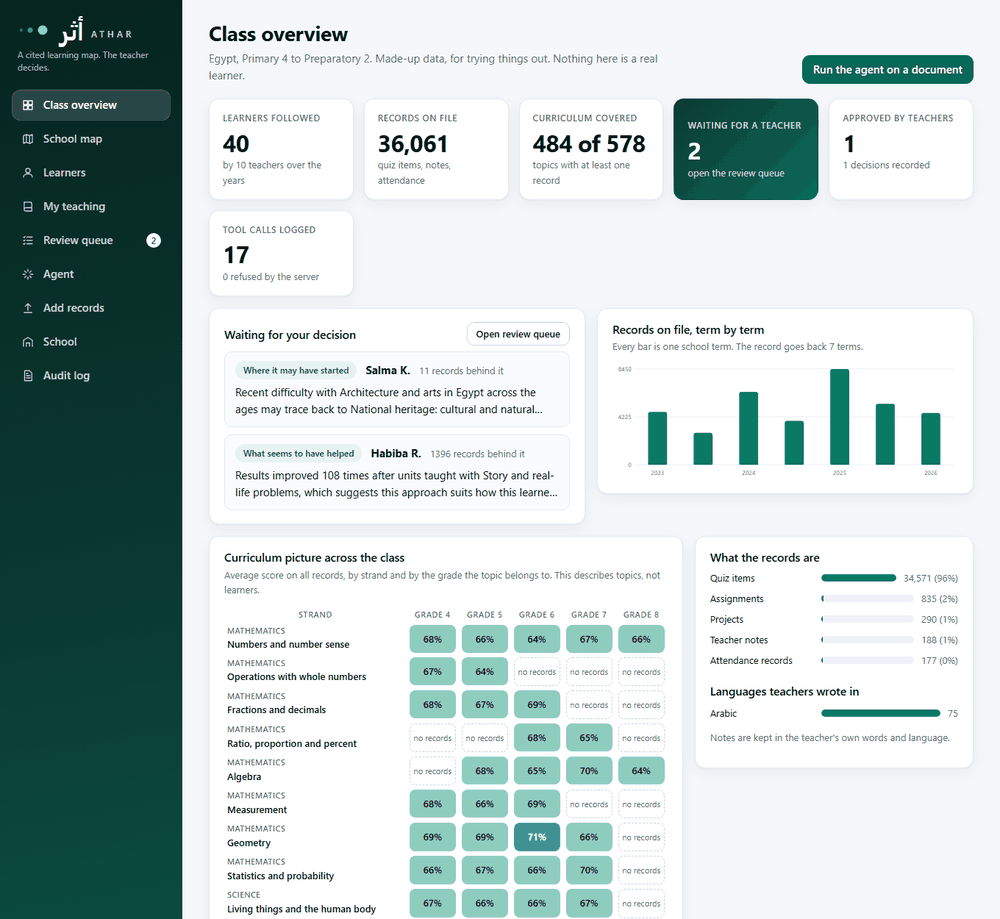 أثر ATHAR
A cited learning map. The teacher
decides.
Class overview
School map
Learners
My teaching
Review queue 2
Agent
Add records
School
Audit log
Class overview
Egypt, Primary 4 to Preparatory 2. Made-up data, for trying things out. Nothing here is a real
learner.
Run the agent on a document
LEARNERS FOLLOWED
40
by 10 teachers over the
years
RECORDS ON FILE
36,061
quiz items, notes,
attendance
CURRICULUM COVERED
484 of 578
topics with at least one
record
WAITING FOR A TEACHER
2
open the review queue
APPROVED BY TEACHERS
1
1 decisions recorded
TOOL CALLS LOGGED
17
0 refused by the server
Waiting for your decision
Open review queue
Where it may have started Salma K. 11 records behind it
Recent difficulty with Architecture and arts in Egypt across the
ages may trace back to National heritage: cultural and natural...
What seems to have helped Habiba R. 1396 records behind it
Results improved 108 times after units taught with Story and real-
life problems, which suggests this approach suits how this learne...
Records on file, term by term
Every bar is one school term. The record goes back 7 terms.
8450
4225
0
2023 2024 2025 2026
Curriculum picture across the class
Average score on all records, by strand and by the grade the topic belongs to. This describes topics, not
learners.
STRAND GRADE 4 GRADE 5 GRADE 6 GRADE 7 GRADE 8
MATHEMATICS
Numbers and number sense 68% 66% 64% 67% 66%
MATHEMATICS
Operations with whole numbers 67% 64% no records no records no records
MATHEMATICS
Fractions and decimals 68% 67% 69% no records no records
MATHEMATICS
Ratio, proportion and percent no records no records 68% 65% no records
MATHEMATICS
Algebra no records 68% 65% 70% 64%
MATHEMATICS
Measurement 68% 66% 69% no records no records
MATHEMATICS
Geometry 69% 69% 71% 66% no records
MATHEMATICS
Statistics and probability 66% 67% 66% 70% no records
SCIENCE
Living things and the human body 67% 66% 66% 67% no records
What the records are
Quiz items 34,571 (96%)
Assignments 835 (2%)
Projects 290 (1%)
Teacher notes 188 (1%)
Attendance records 177 (0%)
Languages teachers wrote in
Arabic 75
Notes are kept in the teacher's own words and language.